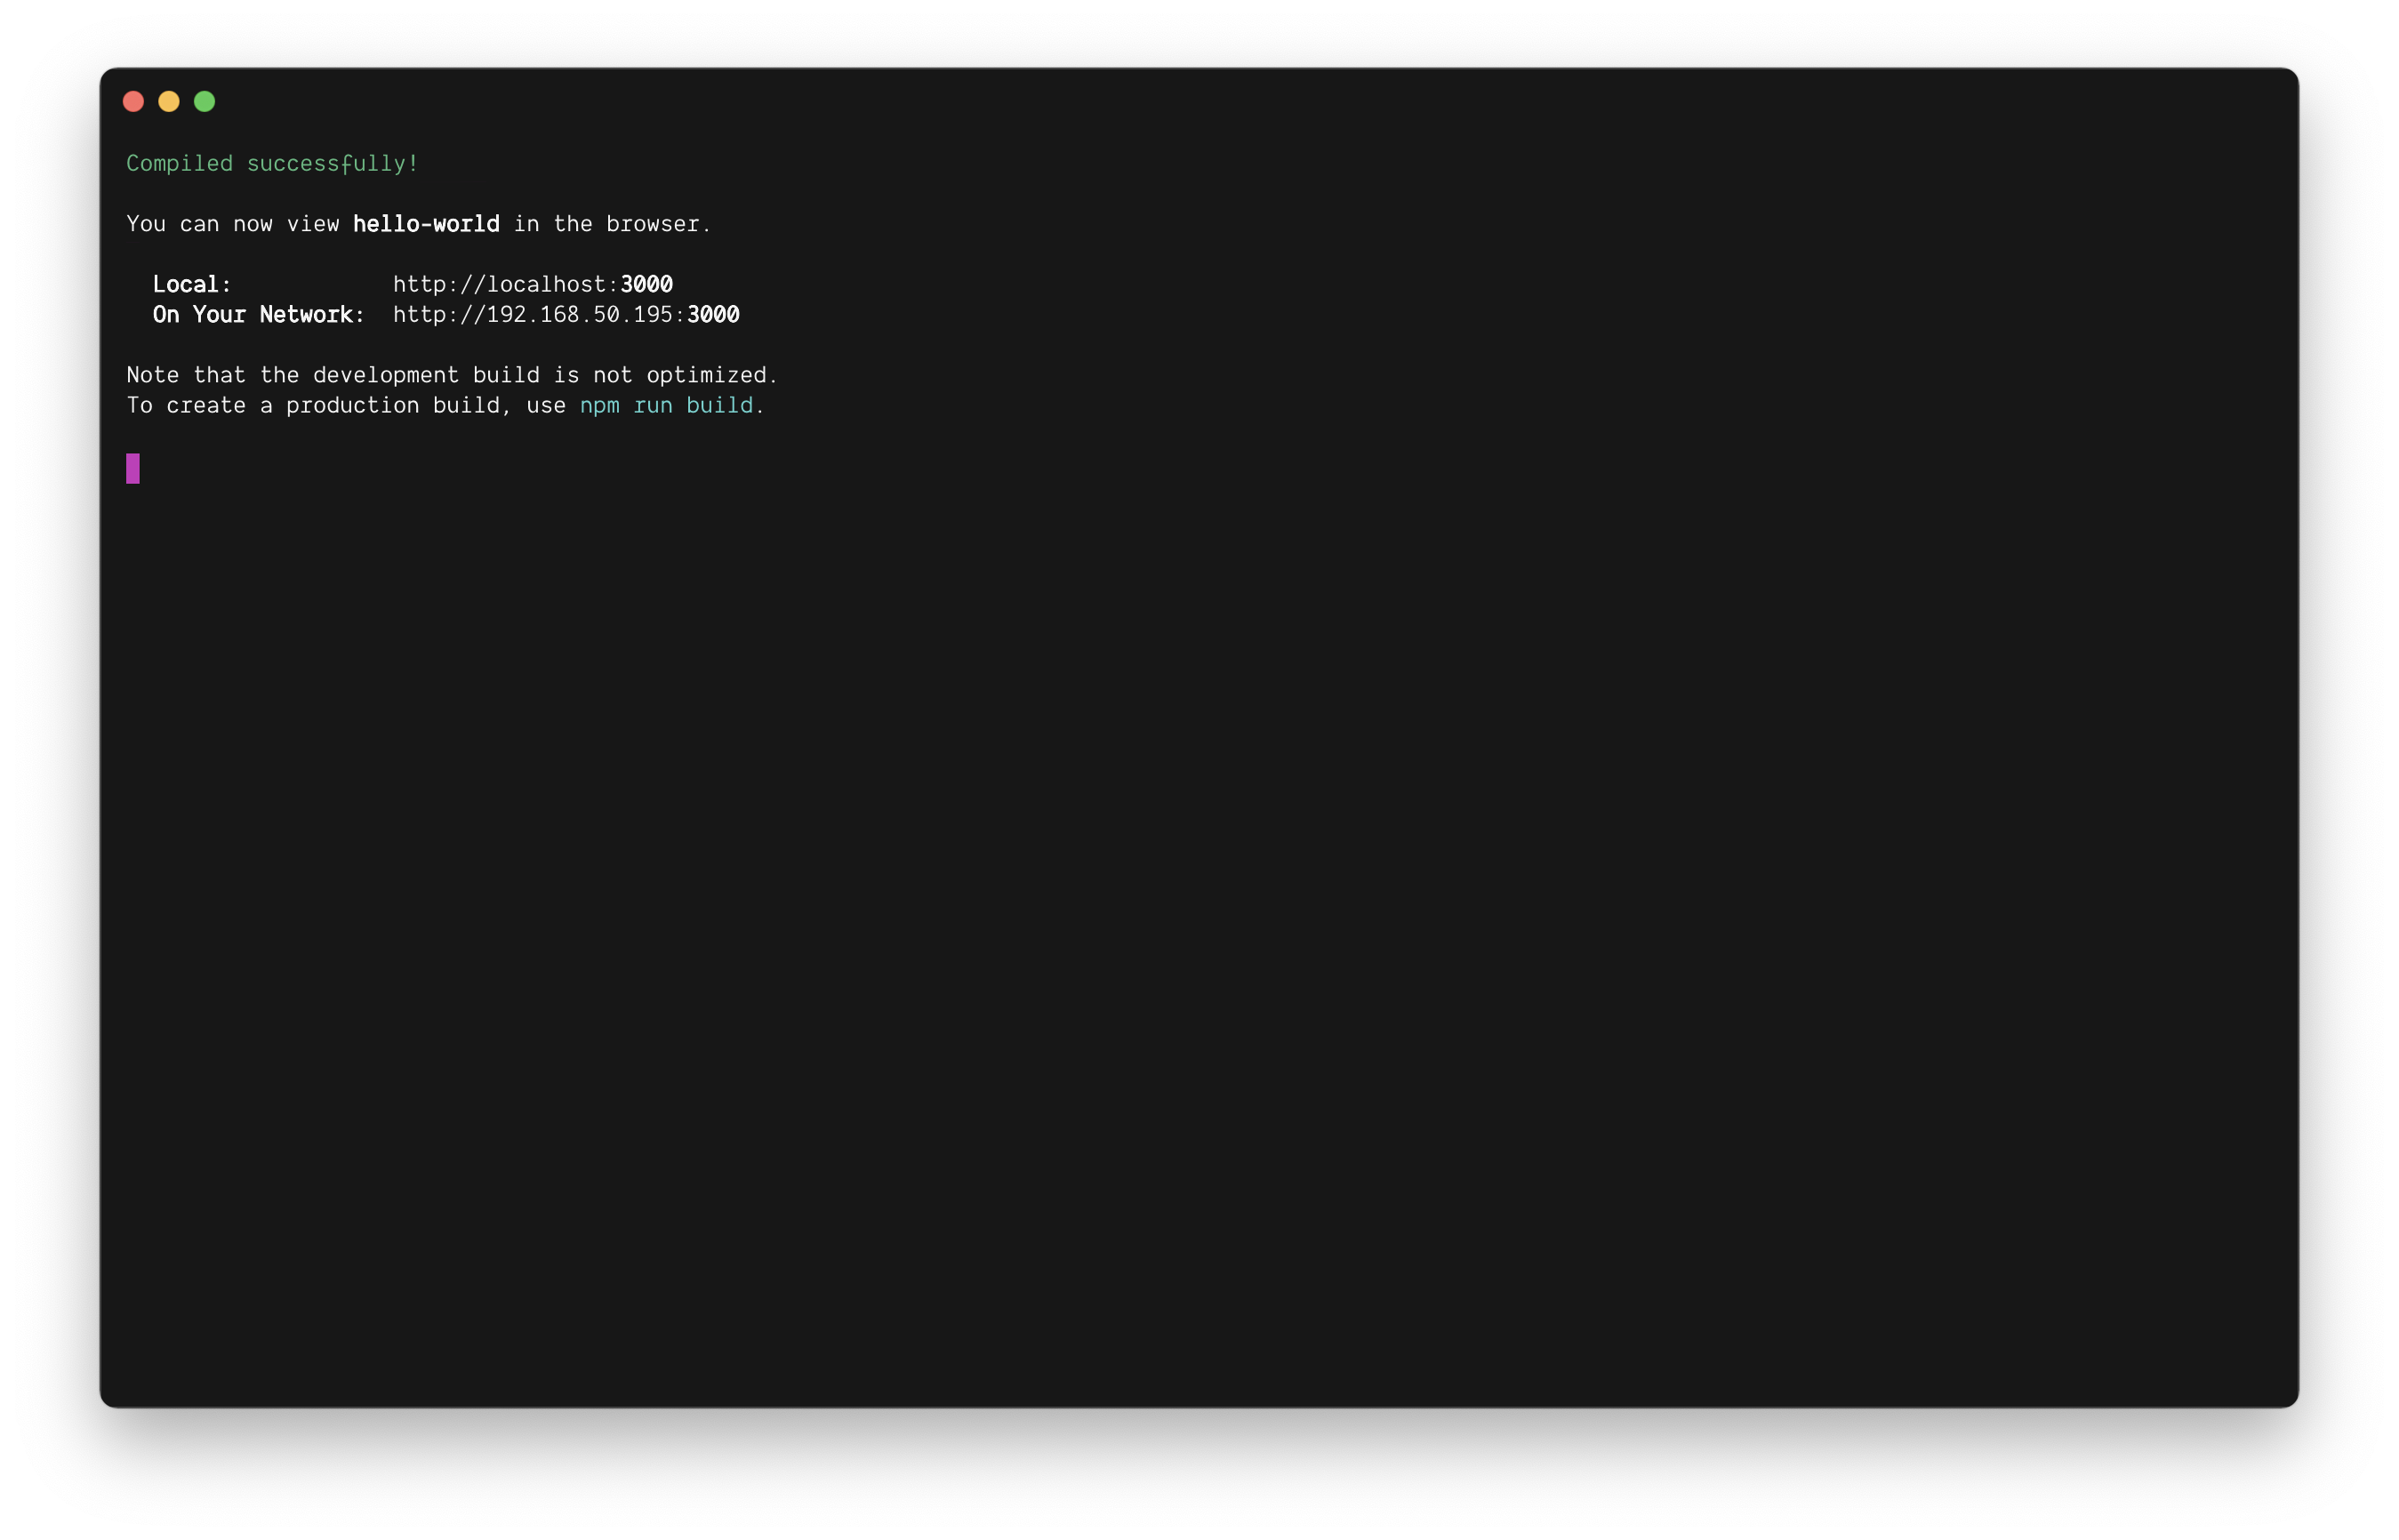 Compiled successfully!
You can now view hello-world in the browser.
Local: http://localhost:3000
On Your Network: http://192.168.50.195:3000
Note that the development build is not optimized.
To create a production build, use npm run build.